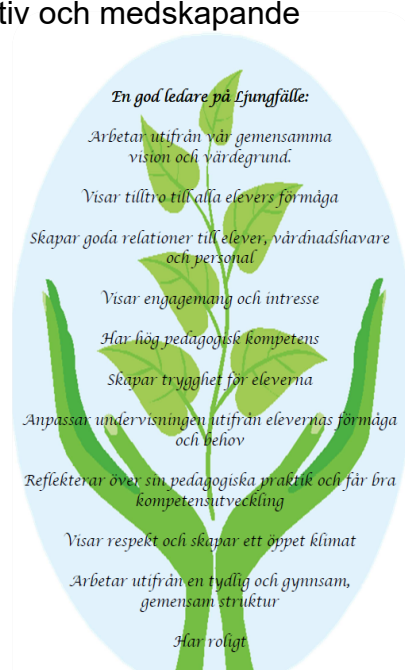 tiv och medskapande
En god ledare på Ljungfälle:
Arbetar utifrån vår gemensamma
vision och värdegrund.
Visar tilltro till alla elevers förmåga
Skapar goda relationer till elever, vårdnadshavare
och personal
Visar engagemang och intresse
Har hög pedagogisk kompetens
Skapar trygghet för eleverna
Anpassar undervisningen utifrån elevernas förmåga
och behov
Reflekterar över sin pedagogiska praktik och får bra
kompetensutveckling
Visar respekt och skapar ett öppet klimat
Arbetar utifrån en tydlig och gynnsam,
gemensam struktur
Har roligt